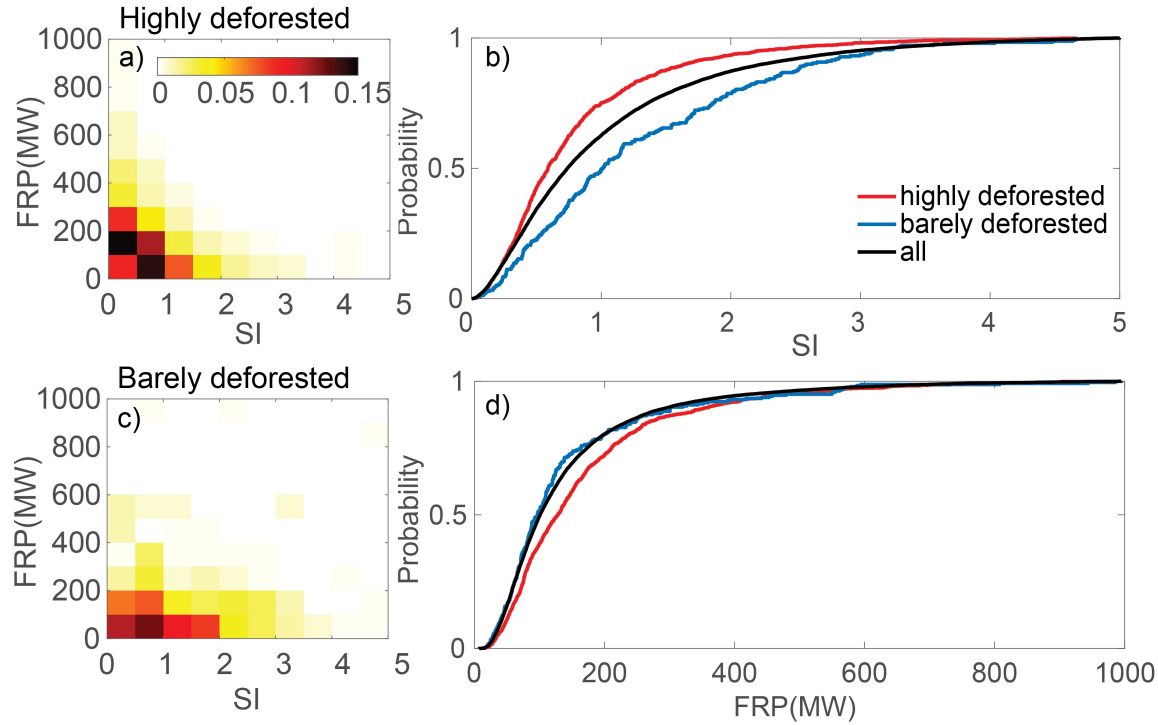 Highly deforested
a)
1000
800
600
400
200
0
FRP(MW)
0 0.05 0.1 0.15
Probability
0 1 2 3 4 5
SI
b)
1
0.5
1
highly deforested
barely deforested
all
0 1 2 3 4 5
SI
Barely deforested
c)
1000
800
600
400
200
0
FRP(MW)
Probability
0 1 2 3 4 5
SI
d)
1
0.5
0
200 400 600 800 1000
FRP(MW)